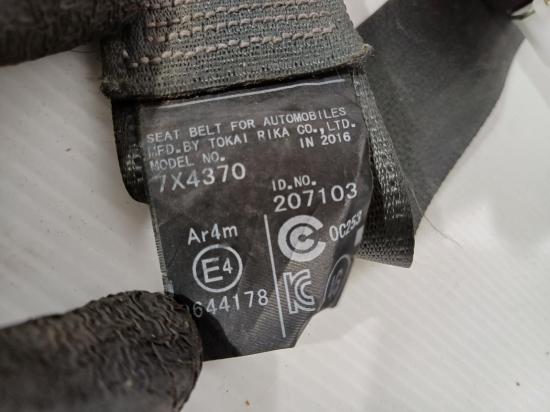 SEAT BELT FOR AUTOMOBILES
MFD.BY TOKAI RIKA CO.,LTD.
MODEL NO. IN 2016
7X4370
ID.NO.
207103
Ar4m
E4
C 0C253
644178